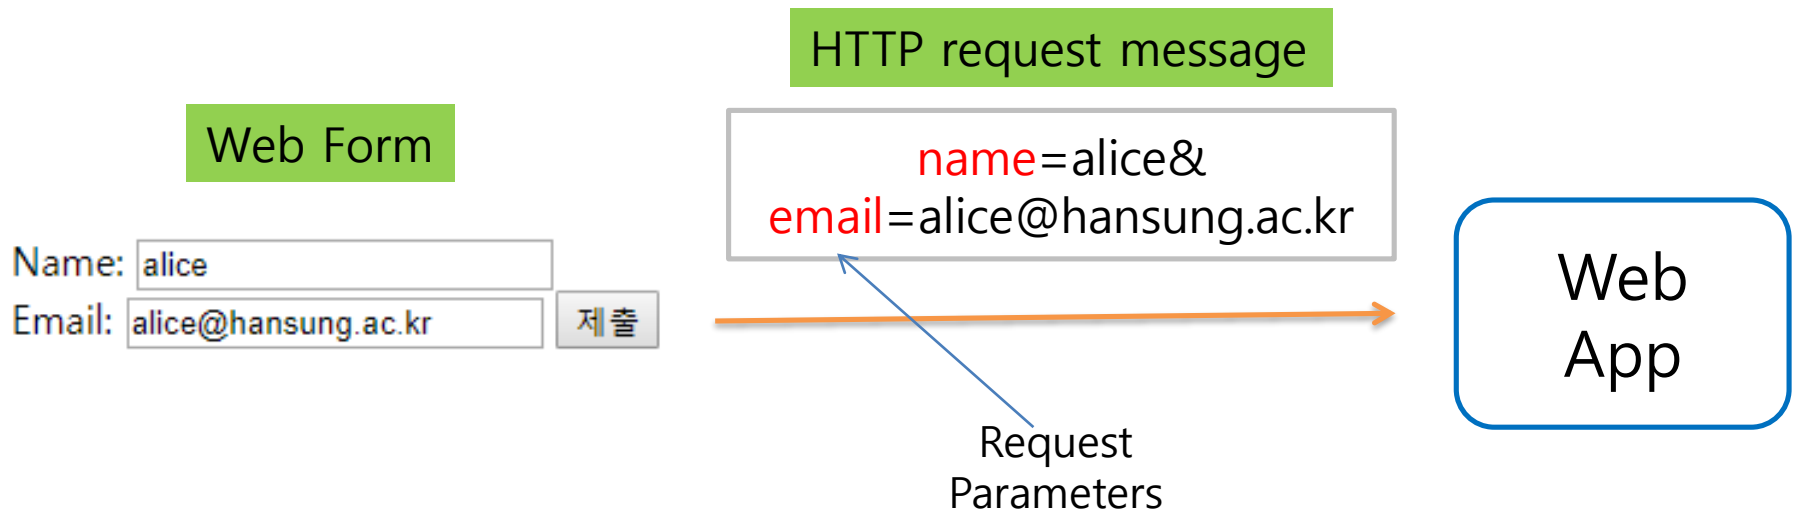 HTTP request message
Web Form
name=alice&
email=alice@hansung.ac.kr
Name: alice
Email: alice@hansung.ac.kr 제출
Web
App
Request
Parameters